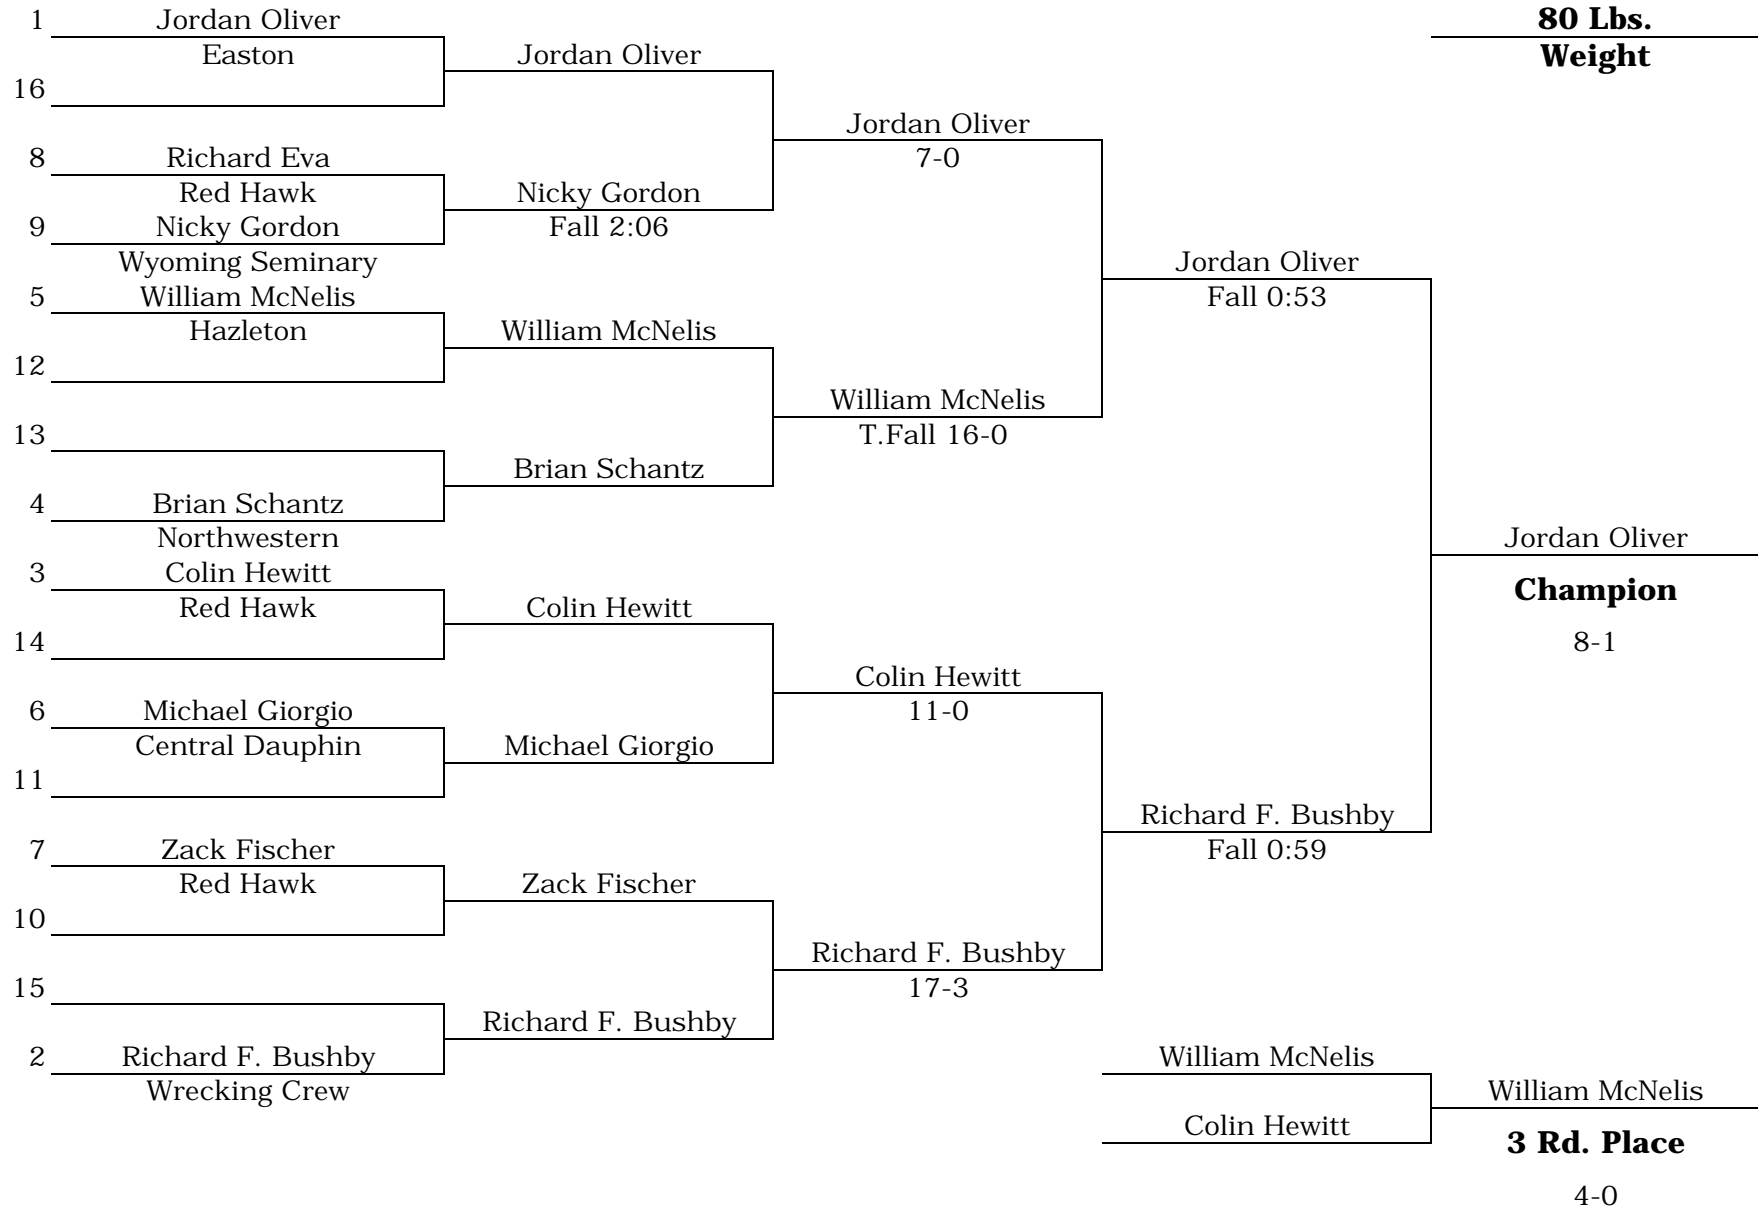 1 Jordan Oliver
Easton
16
8 Richard Eva
Red Hawk
9 Nicky Gordon
Wyoming Seminary
5 William McNelis
Hazleton
12
13
4 Brian Schantz
Northwestern
3 Colin Hewitt
Red Hawk
14
6 Michael Giorgio
Central Dauphin
11
7 Zack Fischer
Red Hawk
10
15
2 Richard F. Bushby
Wrecking Crew
Jordan Oliver
Nicky Gordon
Fall 2:06
William McNelis
Brian Schantz
Colin Hewitt
Michael Giorgio
Zack Fischer
Richard F. Bushby
Jordan Oliver
7-0
William McNelis
T.Fall 16-0
Colin Hewitt
11-0
Richard F. Bushby
17-3
Jordan Oliver
Fall 0:53
Richard F. Bushby
Fall 0:59
William McNelis
Colin Hewitt
80 Lbs.
Weight
Jordan Oliver
Champion
8-1
William McNelis
3 Rd. Place
4-0